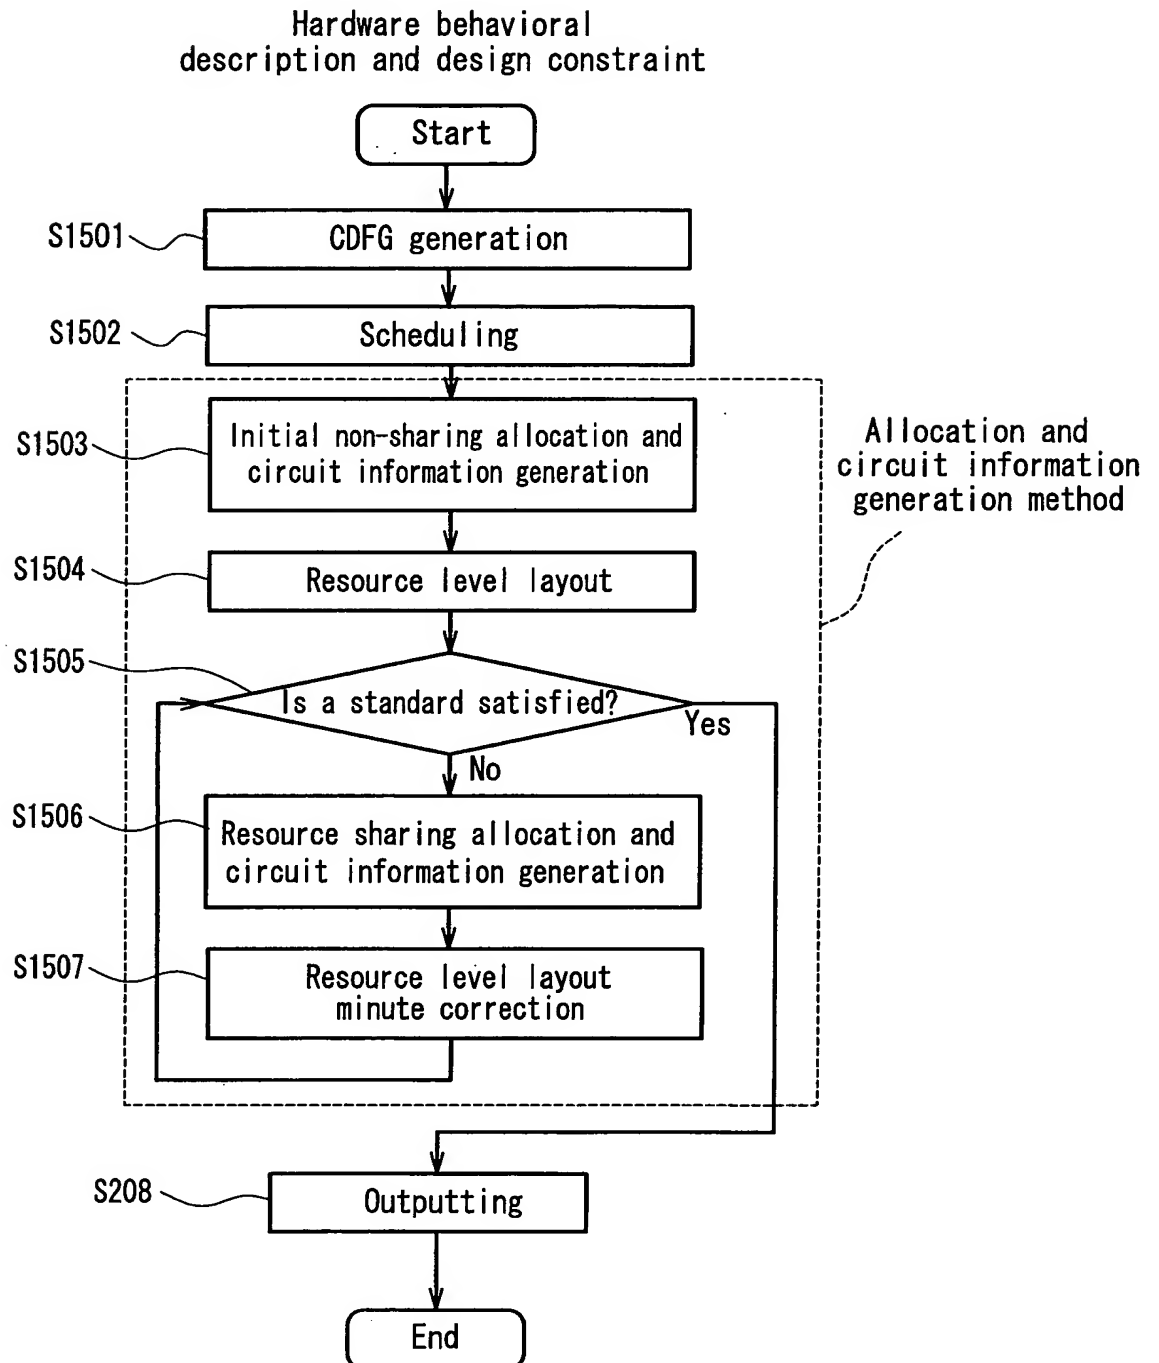 Hardware behavioral
description and design constraint
Start
S1501
CDFG generation
S1502
Scheduling
S1503
Initial non-sharing allocation and
circuit information generation
Allocation and
circuit information
generation method
S1504
Resource level layout
S1505
Is a standard satisfied?
Yes
No
S1506
Resource sharing allocation and
circuit information generation
S1507
Resource level layout
minute correction
S208
Outputting
End